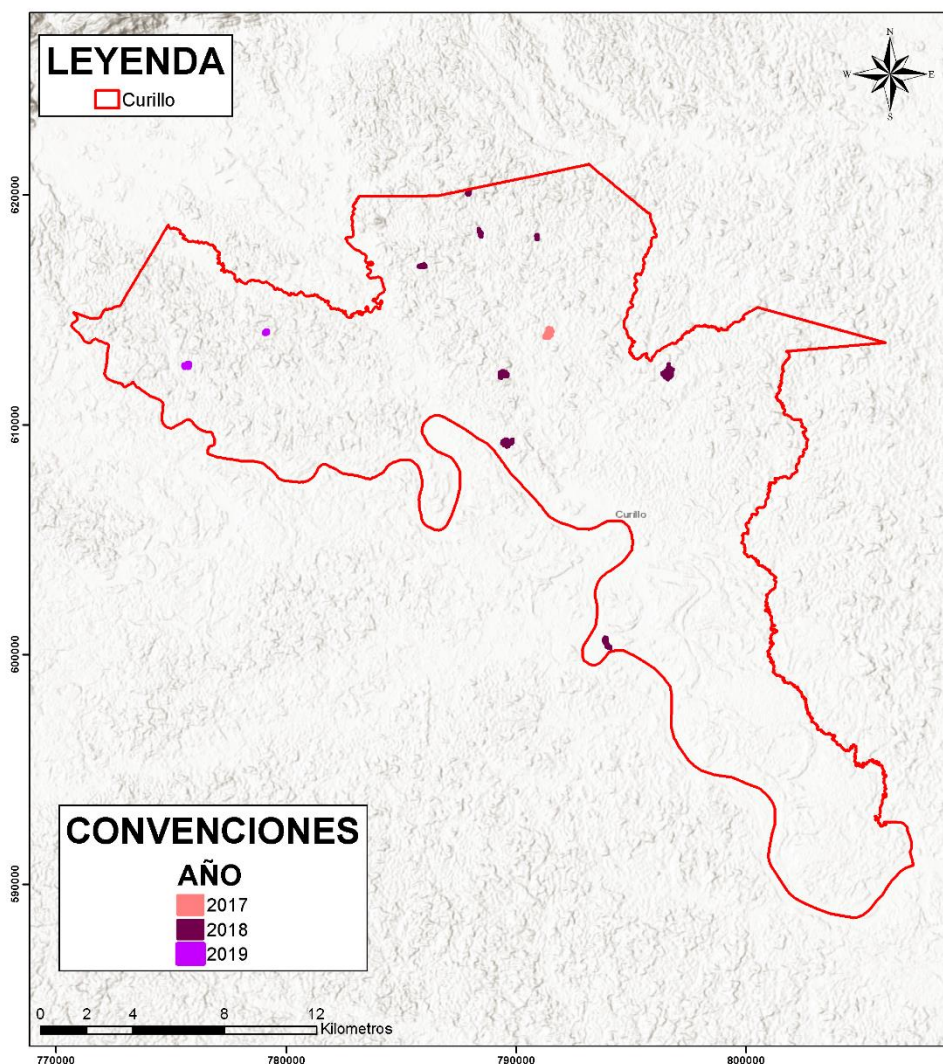 LEYENDA
Curillo
N
W E
S
620000
610000
600000
590000
Curillo
CONVENCIONES
AÑO
2017
2018
2019
0 2 4 8 12
Kilometros
770000 780000 790000 800000